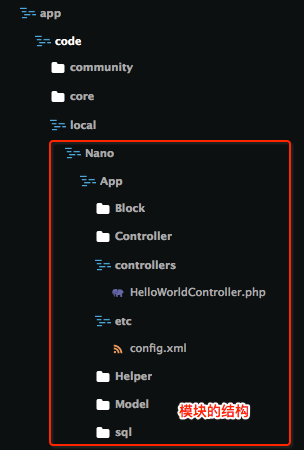 app
code
community
core
local
Nano
App
Block
Controller
controllers
HelloWorldController.php
etc
config.xml
Helper
Model
模块的结构
sql